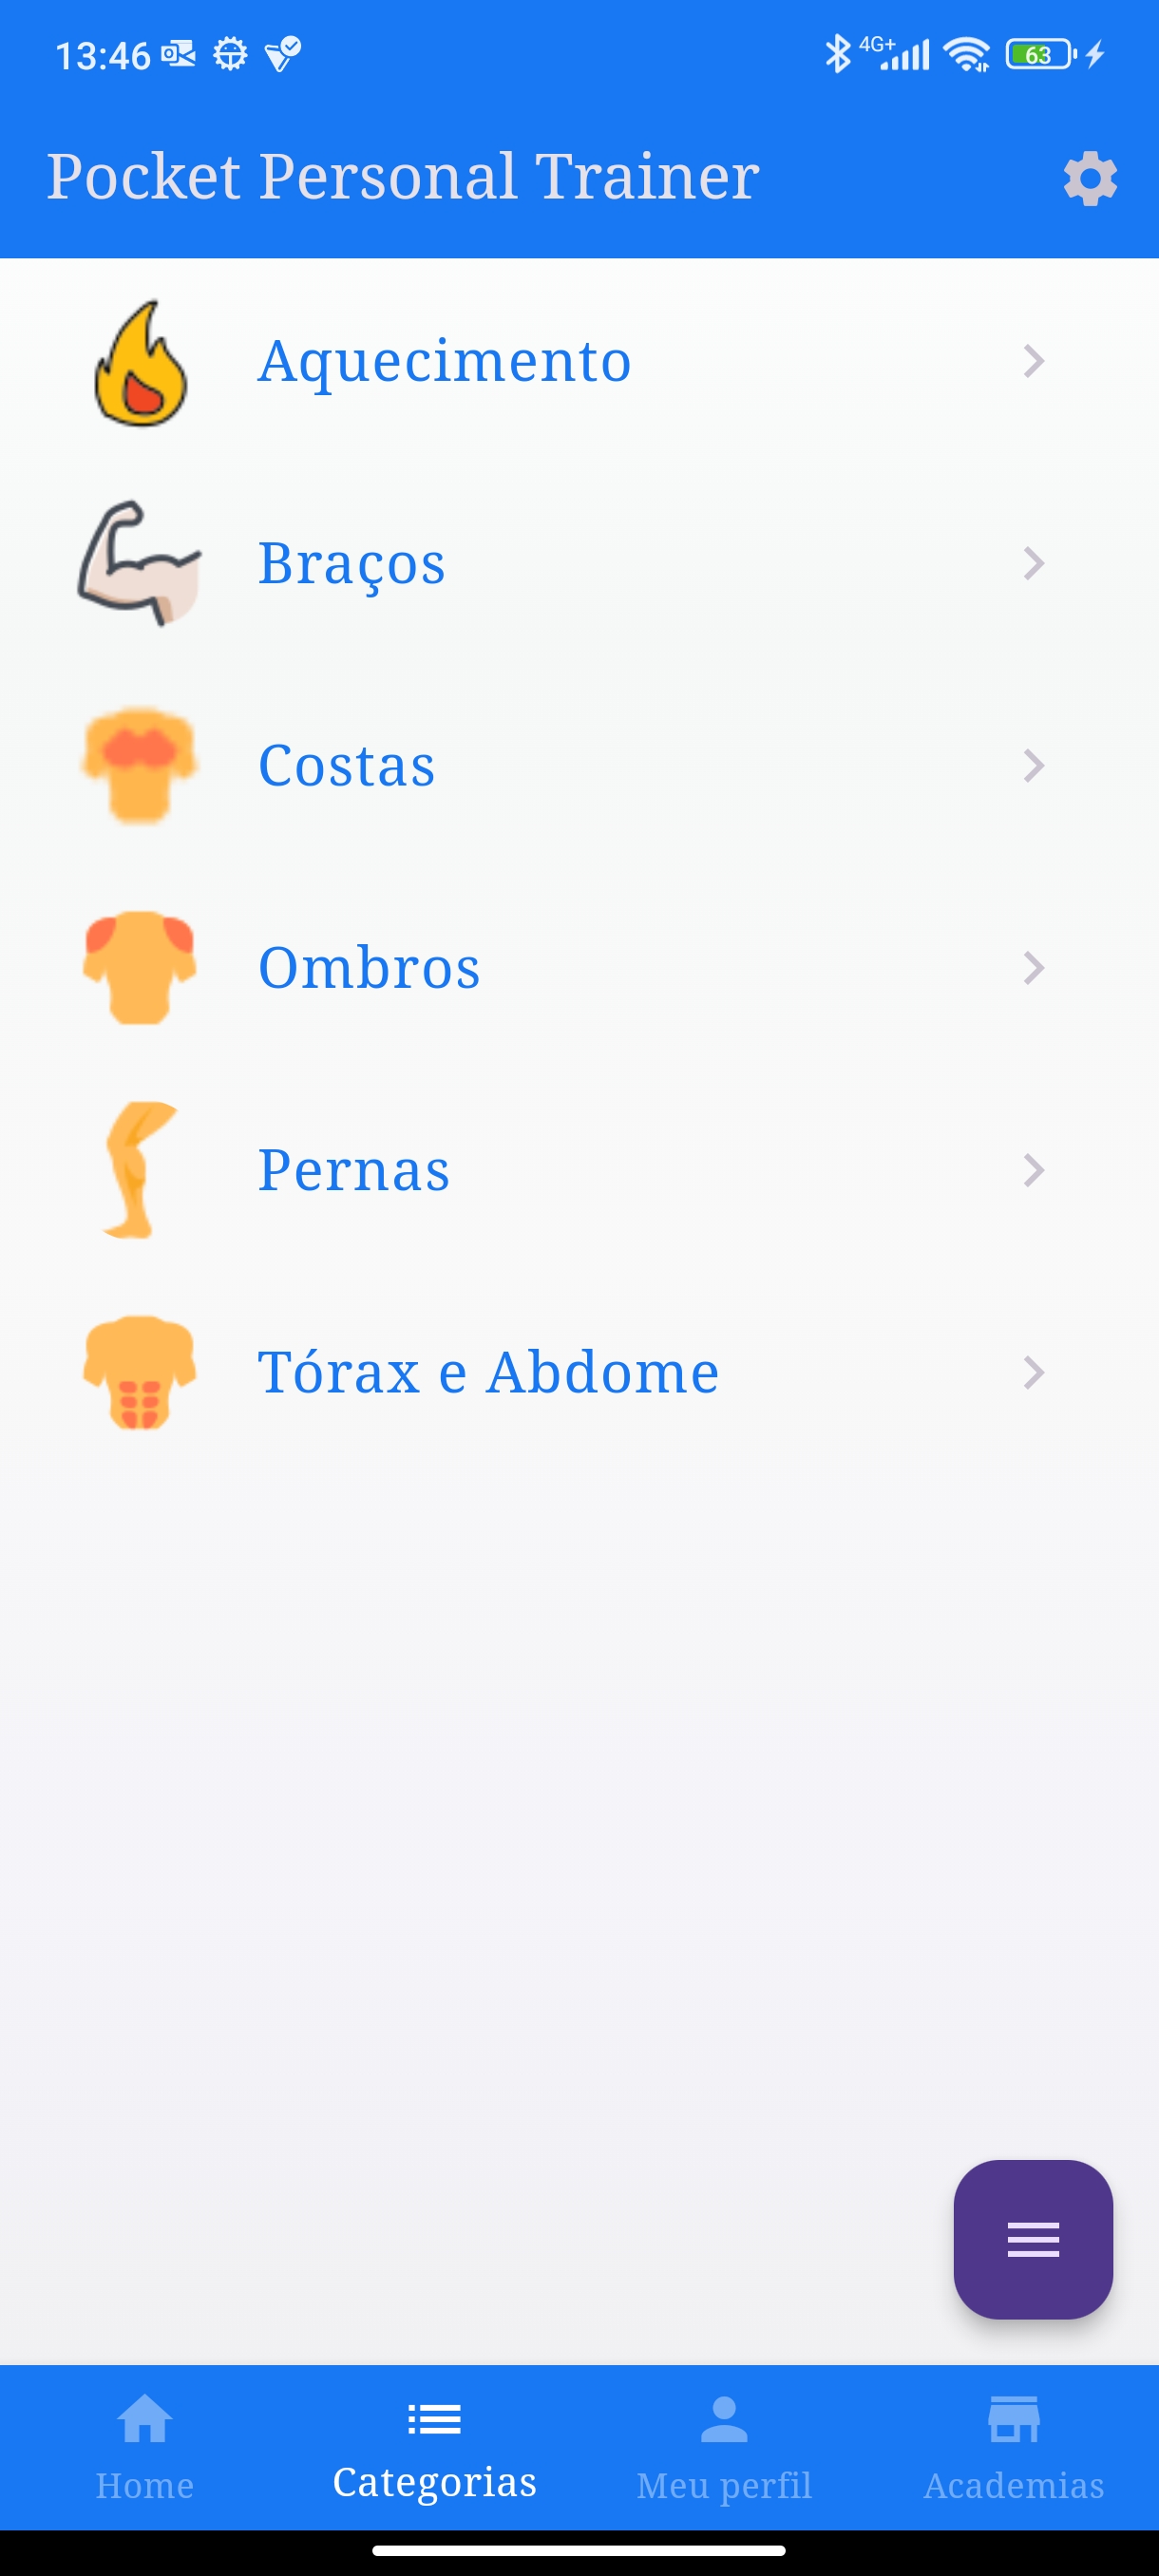 13:46
4G+
63
Pocket Personal Trainer
Aquecimento
Braços
Costas
Ombros
Pernas
Tórax e Abdome
Home
Categorias
Meu perfil
Academias